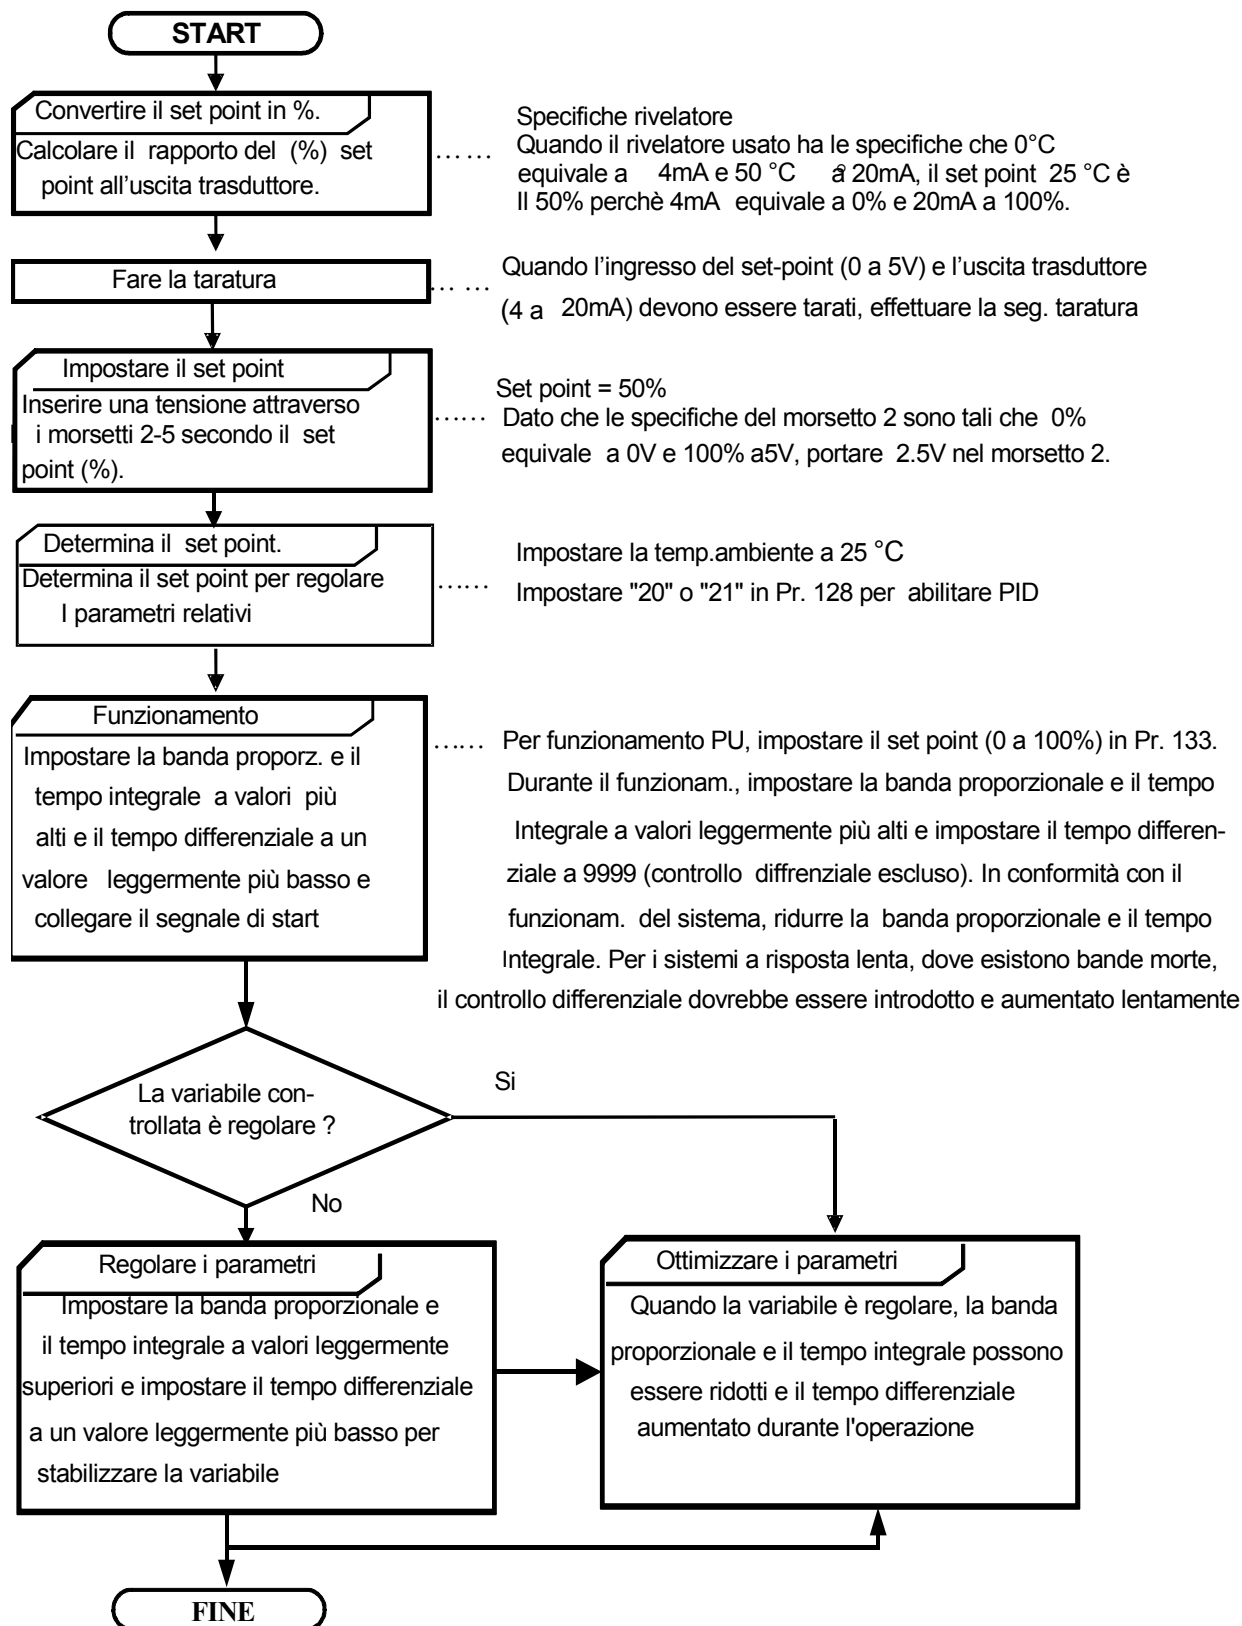 START
Convertire il set point in %.
Calcolare il rapporto del (%) set
point all'uscita trasduttore.
……
Specifiche rivelatore
Quando il rivelatore usato ha le specifiche che 0°C
equivale a 4mA e 50 °C a 20mA, il set point 25 °C è
Il 50% perchè 4mA equivale a 0% e 20mA a 100%.
Fare la taratura
… …
Quando l’ingresso del set-point (0 a 5V) e l’uscita trasduttore
(4 a 20mA) devono essere tarati, effettuare la seg. taratura
Impostare il set point
Inserire una tensione attraverso
i morsetti 2-5 secondo il set
point (%).
……
Set point = 50%
Dato che le specifiche del morsetto 2 sono tali che 0%
equivale a 0V e 100% a5V, portare 2.5V nel morsetto 2.
Determina il set point.
Determina il set point per regolare
I parametri relativi
……
Impostare la temp.ambiente a 25 °C
Impostare "20" o "21" in Pr. 128 per abilitare PID
Funzionamento
Impostare la banda proporz. e il
tempo integrale a valori più
alti e il tempo differenziale a un
valore leggermente più basso e
collegare il segnale di start
……
Per funzionamento PU, impostare il set point (0 a 100%) in Pr. 133.
Durante il funzionam., impostare la banda proporzionale e il tempo
Integrale a valori leggermente più alti e impostare il tempo differen-
ziale a 9999 (controllo diffrenziale escluso). In conformità con il
funzionam. del sistema, ridurre la banda proporzionale e il tempo
Integrale. Per i sistemi a risposta lenta, dove esistono bande morte,
il controllo differenziale dovrebbe essere introdotto e aumentato lentamente
La variabile con-
trollata è regolare ?
Si
No
Regolare i parametri
Impostare la banda proporzionale e
il tempo integrale a valori leggermente
superiori e impostare il tempo differenziale
a un valore leggermente più basso per
stabilizzare la variabile
Ottimizzare i parametri
Quando la variabile è regolare, la banda
proporzionale e il tempo integrale possono
essere ridotti e il tempo differenziale
aumentato durante l'operazione
FINE